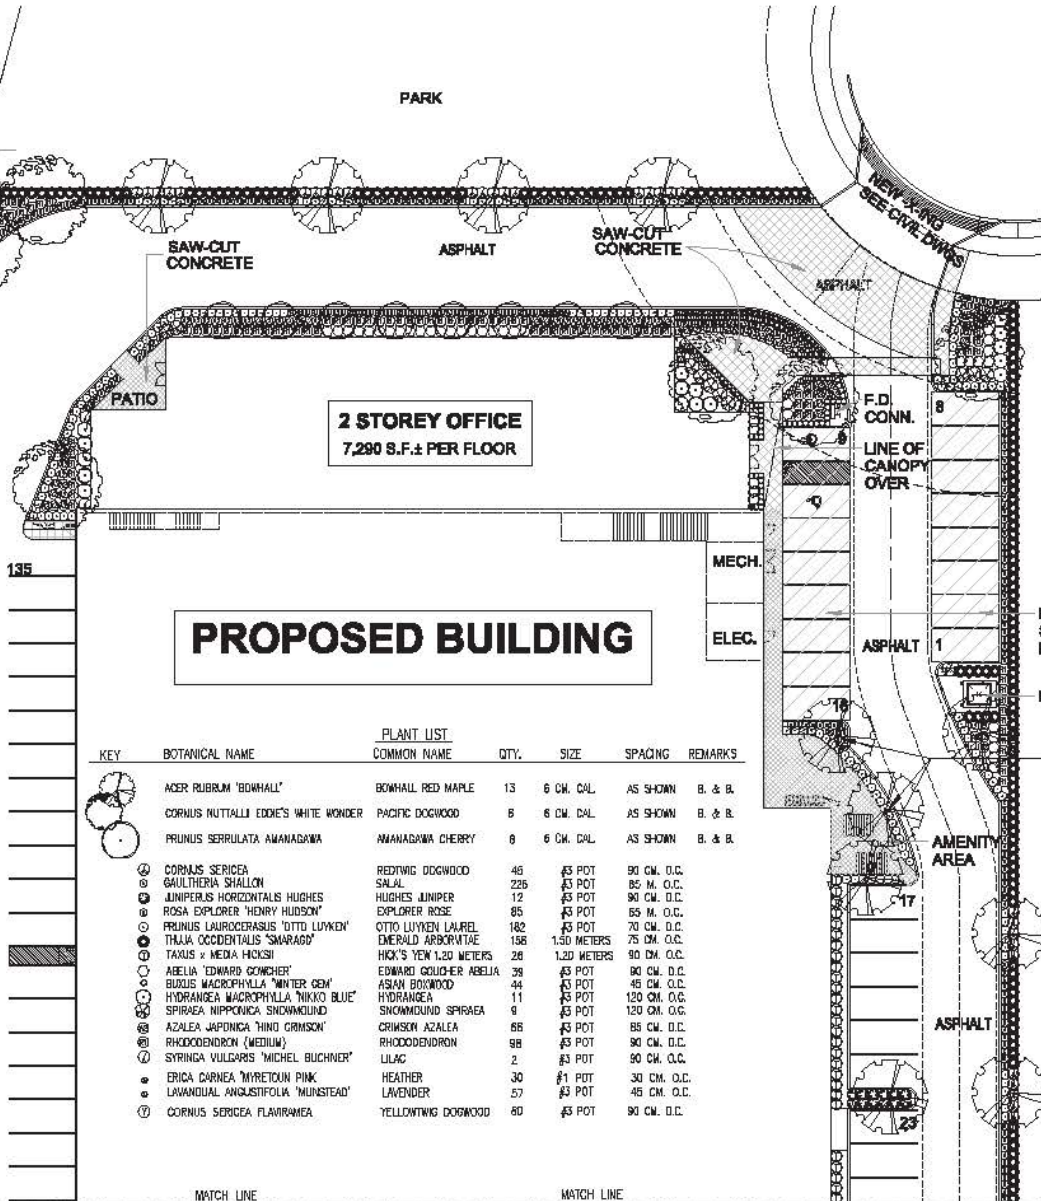 PARK
NEW X-ING
SEE CIVIL DWGS
SAW-CUT
CONCRETE
ASPHALT
SAW-CUT
CONCRETE
ASPHALT
PATIO
2 STOREY OFFICE
7,290 S.F.± PER FLOOR
F.D.
CONN.
8
9
LINE OF
CANOPY
OVER
135
MECH.
PROPOSED BUILDING
ELEC.
ASPHALT
1
16
PLANT LIST
KEY BOTANICAL NAME COMMON NAME QTY. SIZE SPACING REMARKS
ACER RUBRUM 'BOWHALL' BOWHALL RED MAPLE 13 6 CM. CAL. AS SHOWN B. & B.
CORNUS NUTTALLI EDDIE'S WHITE WONDER PACIFIC DOGWOOD 6 CM. CAL. AS SHOWN B. & B.
PRUNUS SERRULATA AMANAGAWA AMANAGAWA CHERRY 6 CM. CAL. AS SHOWN B. & B.
CORNUS SERICEA REDTWIG DOGWOOD #3 POT 90 CM. O.C.
GAULTHERIA SHALLON SALAL 226 #3 POT 85 M. O.C.
JUNIPERUS HORIZONTALIS HUGHES HUGHES JUNIPER 12 #3 POT 90 CM. O.C.
ROSA EXPLORER 'HENRY HUDSON' EXPLORER ROSE 85 #3 POT M. O.C.
PRUNUS LAUROCERASUS 'OTTO LUYKEN' OTTO LUYKEN LAUREL 182 #3 POT 70 CM. O.C.
THUJA OCCIDENTALIS 'SMARAGD' EMERALD ARBORVITAE 158 1.50 METERS 75 CM. O.C.
TAXUS x MEDIA HICKSII HICK'S YEW 1.20 METERS 26 1.20 METERS 90 CM. O.C.
ABELIA 'EDWARD GOWCHER' EDWARD GOUCHER ABELIA 39 #3 POT 90 CM. O.C.
BUXUS MACROPHYLLA 'WINTER GEM' ASIAN BOXWOOD 44 #3 POT 45 CM. O.C.
HYDRANGEA MACROPHYLLA 'NIKKO BLUE' HYDRANGEA 11 #3 POT 120 CM. O.C.
SPIRAEA NIPPONICA SNOWMOUND SNOWMOUND SPIRAEA 9 #3 POT 120 CM. O.C.
AZALEA JAPONICA 'HINO CRIMSON' CRIMSON AZALEA #3 POT 85 CM. O.C.
RHODODENDRON (MEDIUM) RHODODENDRON 98 #3 POT 90 CM. O.C.
SYRINGA VULGARIS 'MICHEL BUCHNER' LILAC 2 #3 POT 90 CM. O.C.
ERICA CARNEA 'MYRETOUN PINK HEATHER 30 #1 POT 30 CM. O.C.
LAVANDUAL ANGUSTIFOLIA 'MUNSTEAD' LAVENDER 57 #3 POT 45 CM. O.C.
CORNUS SERICEA FLAVIRAMEA YELLOWTWIG DOGWOOD #3 POT 90 CM. O.C.
AMENITY
AREA
17
ASPHALT
23
MATCH LINE
MATCH LINE